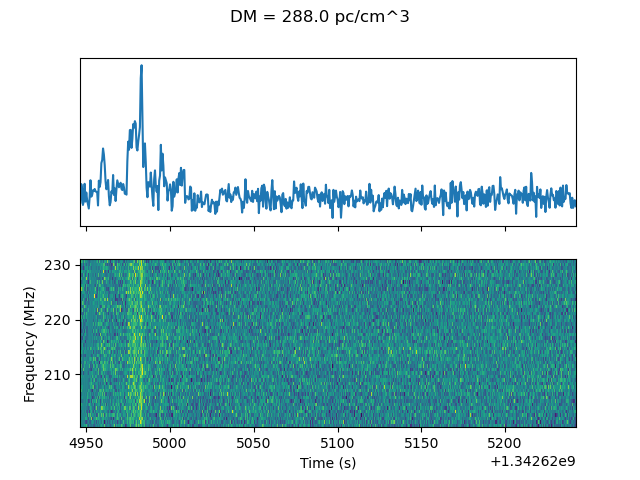 DM = 288.0 pc/cm^3
230
220
210
Frequency (MHz)
4950 5000 5050 5100 5150 5200
Time (s)
+1.34262e9